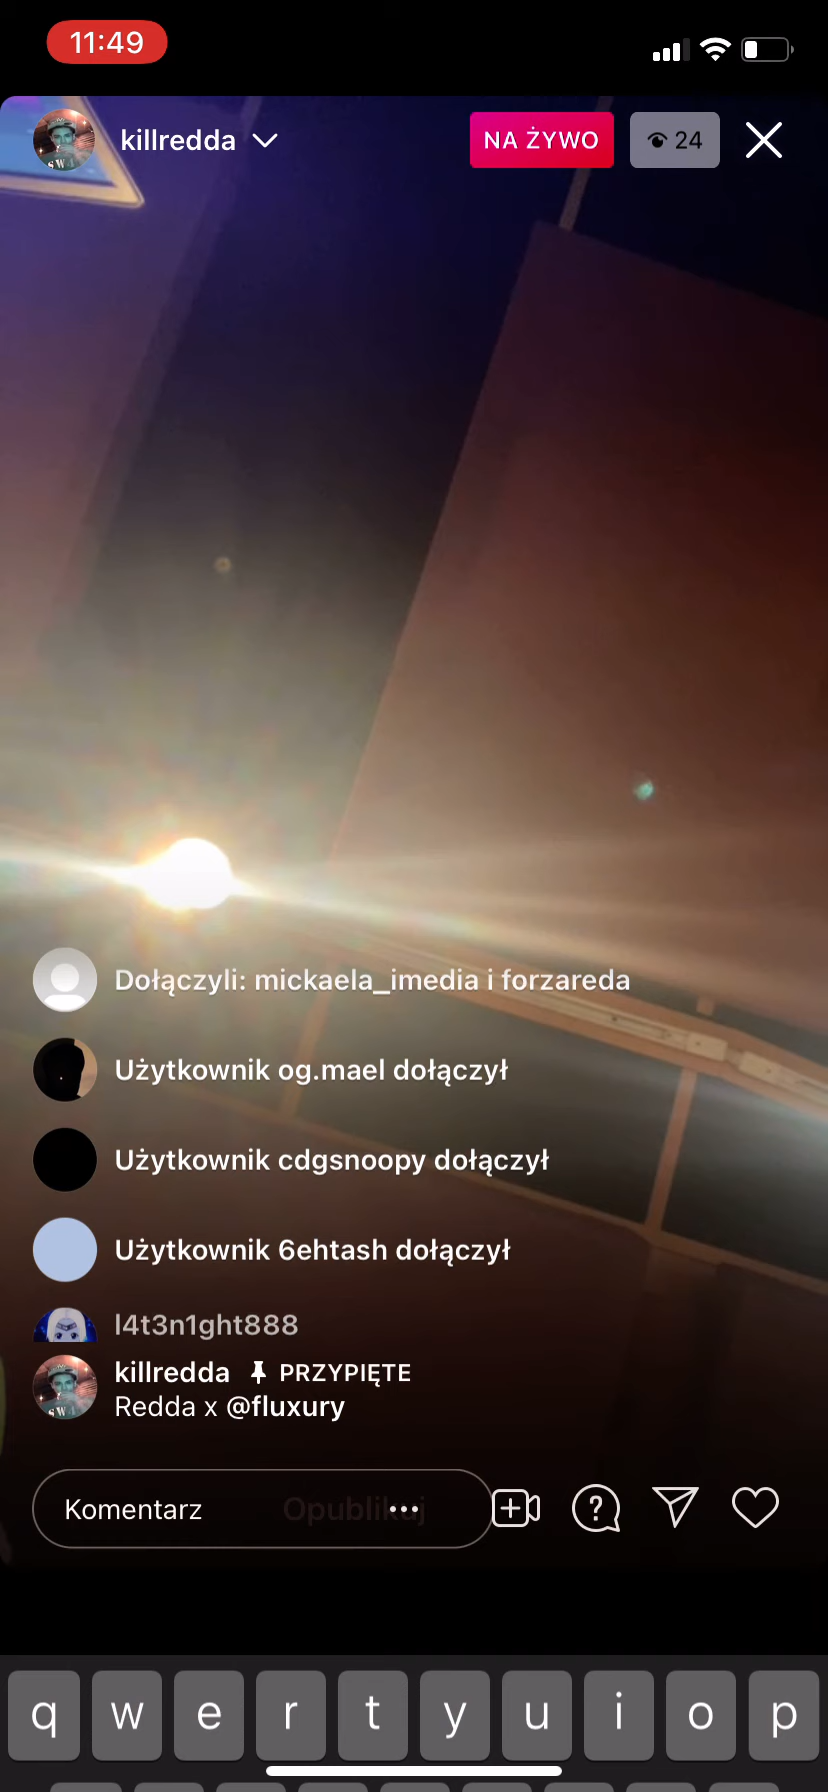 11:49
killredda
NA ŻYWO
24
Dołączyli: mickaela_imedia i forzareda
Użytkownik og.mael dołączył
Użytkownik cdgsnoopy dołączył
Użytkownik 6ehtash dołączył
l4t3n1ght888
killredda PRZYPIĘTE
Redda x @fluxury
Komentarz Opublikuj
q w e r t y u i o p